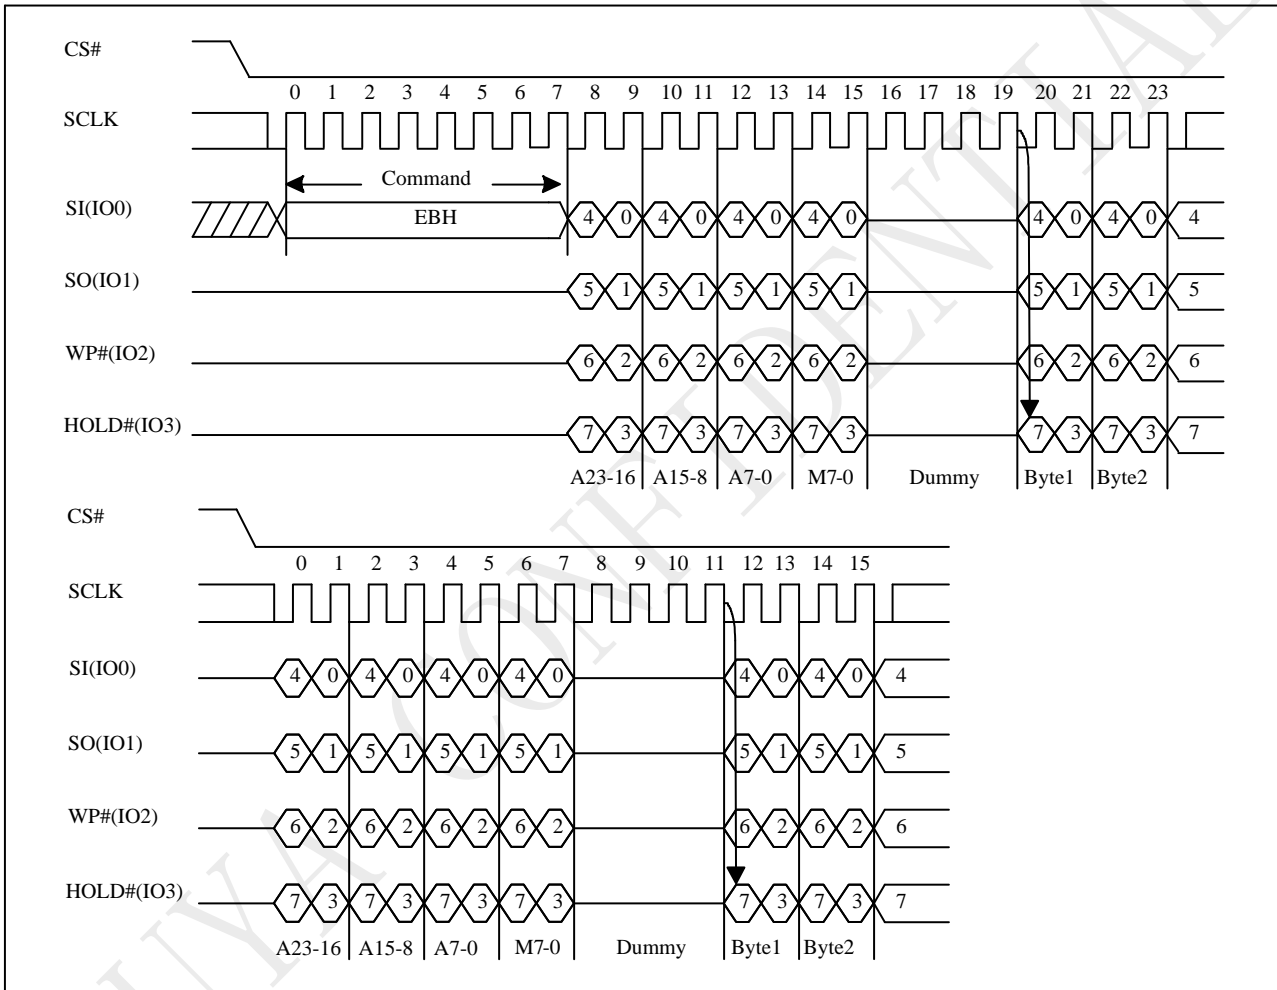 CS#
0 1 2 3 4 5 6 7 8 9 10 11 12 13 14 15 16 17 18 19 20 21 22 23
SCLK
Command
SI(IO0) EBH 4 0 4 0 4 0 4 0 4 0 4 0 4
SO(IO1) 5 1 5 1 5 1 5 1 5 1 5 1 5
WP#(IO2) 6 2 6 2 6 2 6 2 6 2 6 2 6
HOLD#(IO3) 7 3 7 3 7 3 7 3 7 3 7 3 7
A23-16 A15-8 A7-0 M7-0 Dummy Byte1 Byte2
CS#
0 1 2 3 4 5 6 7 8 9 10 11 12 13 14 15
SCLK
SI(IO0) 4 0 4 0 4 0 4 0 4 0 4 0 4
SO(IO1) 5 1 5 1 5 1 5 1 5 1 5 1 5
WP#(IO2) 6 2 6 2 6 2 6 2 6 2 6 2 6
HOLD#(IO3) 7 3 7 3 7 3 7 3 7 3 7 3 7
A23-16 A15-8 A7-0 M7-0 Dummy Byte1 Byte2
UYA CONFIDENTIAL